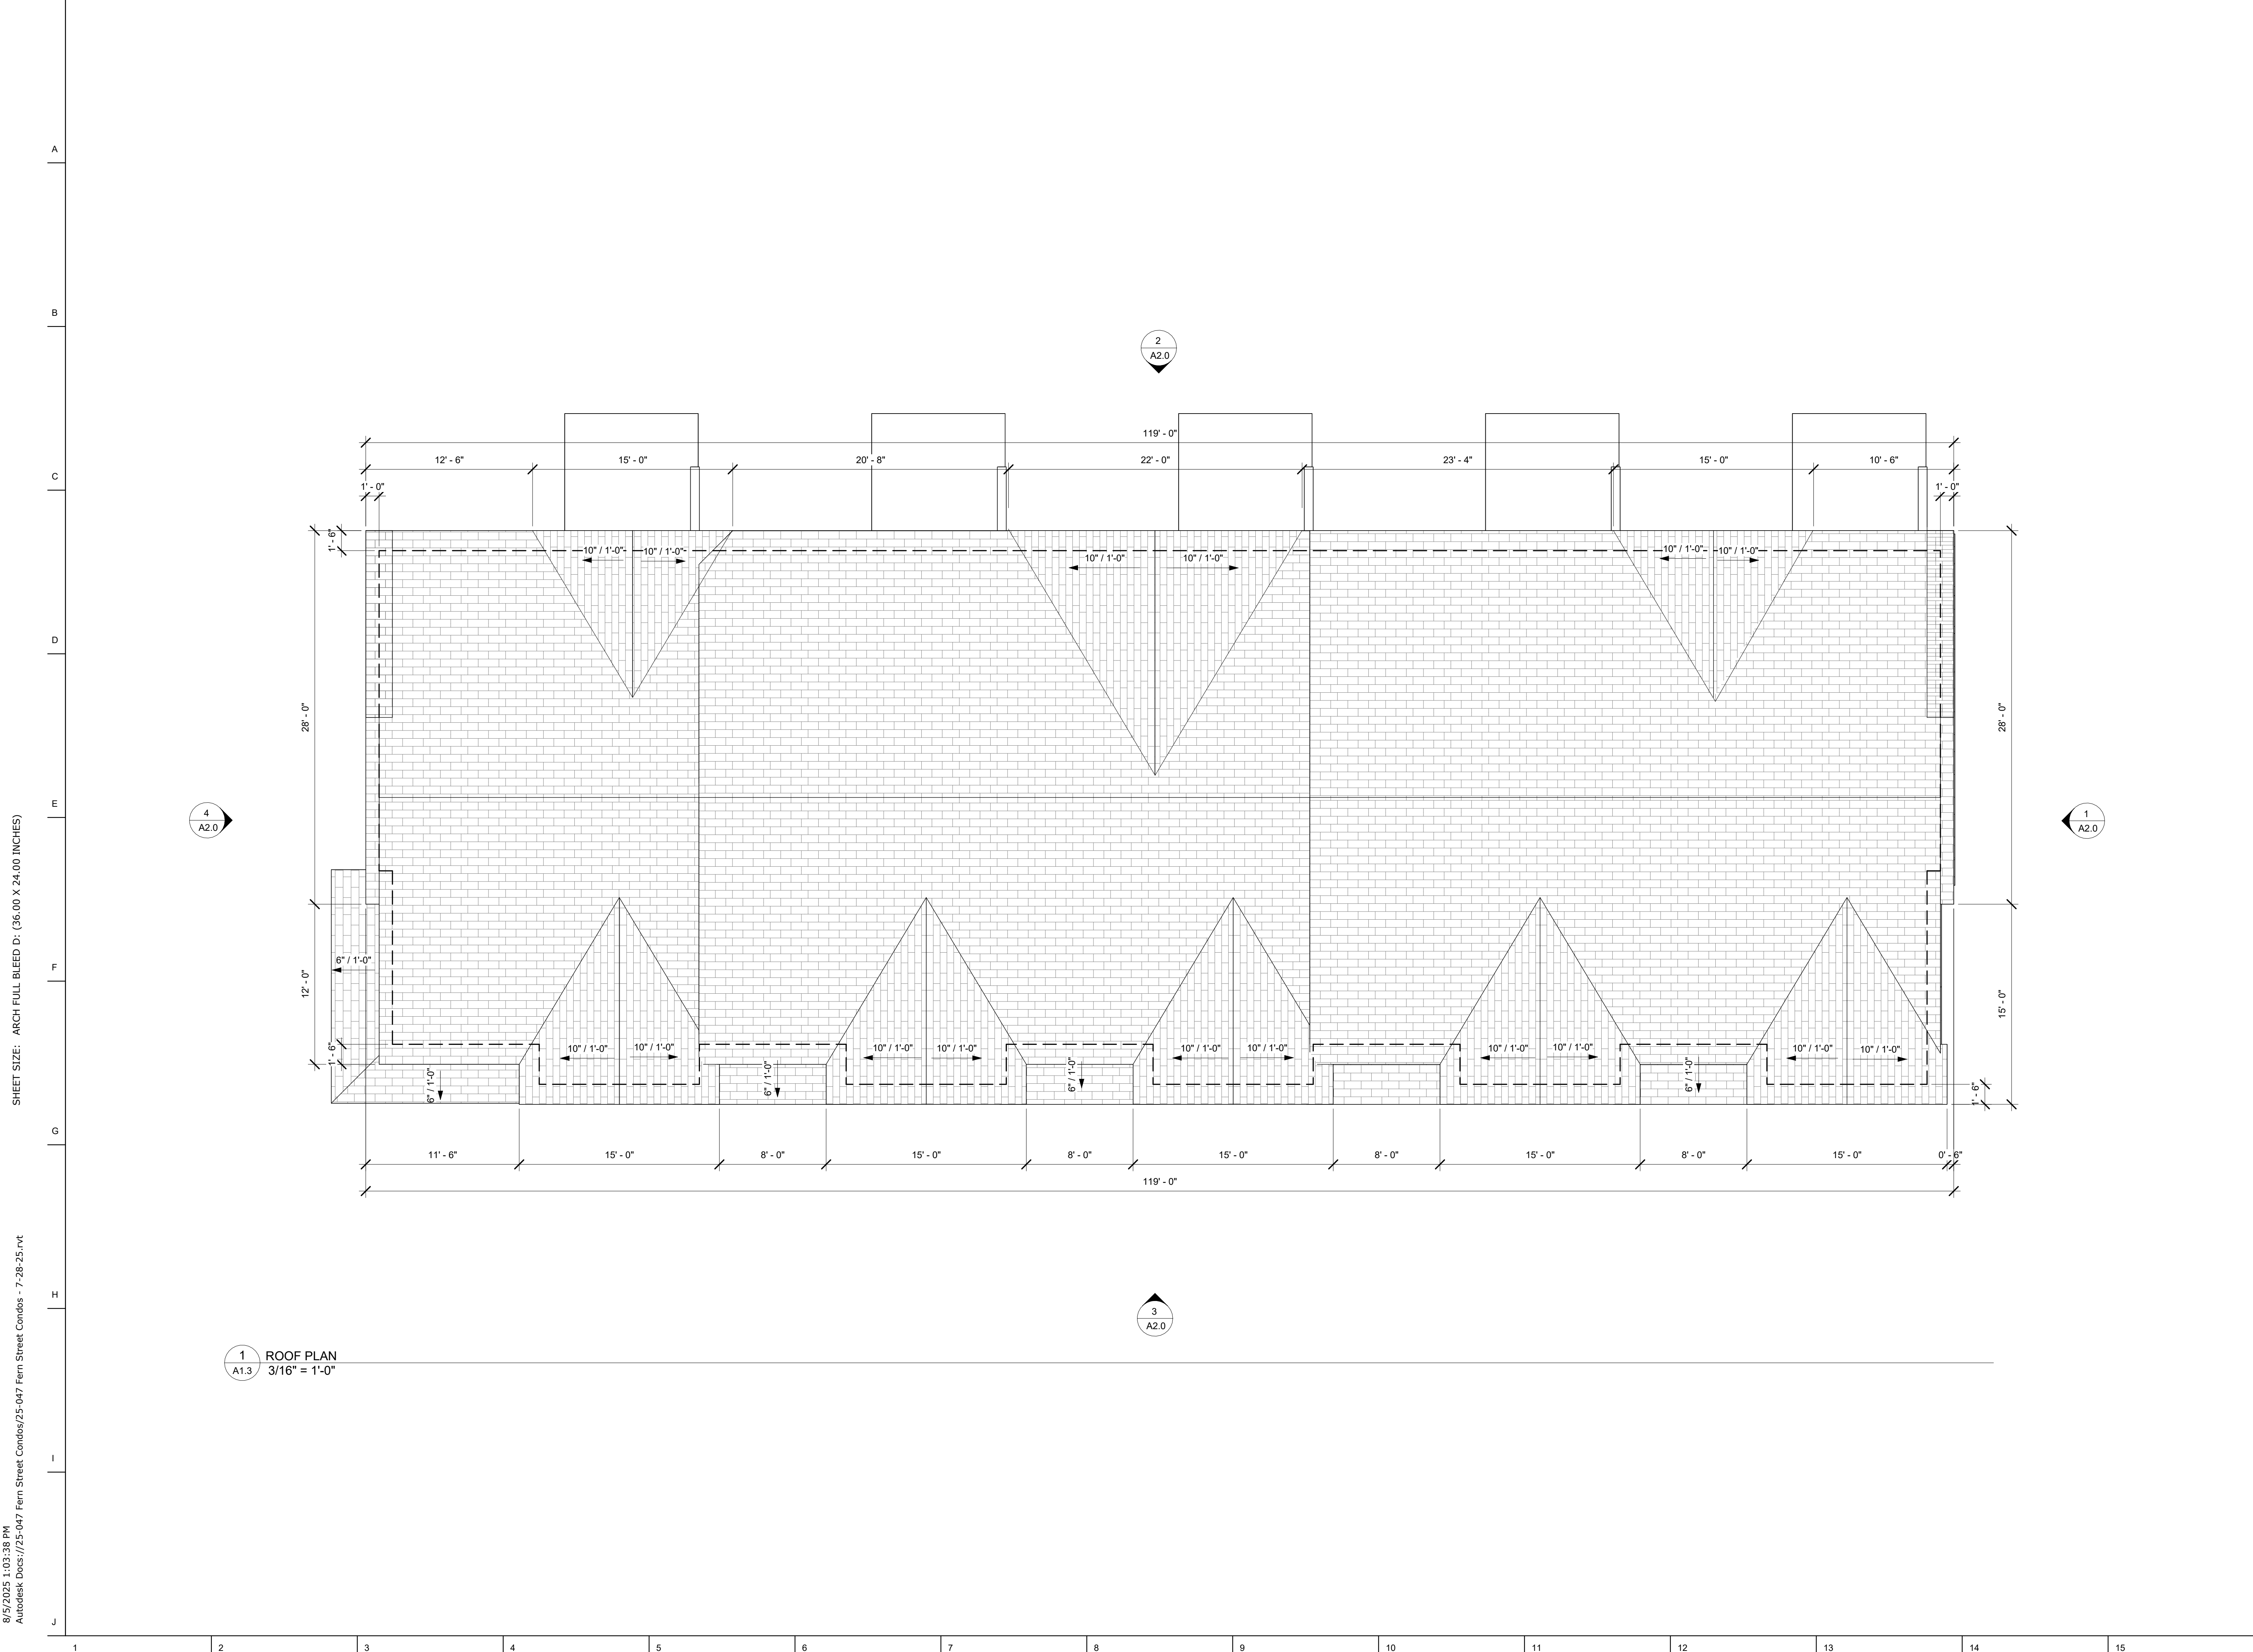 A
B
C
D
E
F
G
H
I
J
SHEET SIZE: ARCH FULL BLEED D: (36.00 X 24.00 INCHES)
8/5/2025 1:03:38 PM
Autodesk Docs://25-047 Fern Street Condos/25-047 Fern Street Condos - 7-28-25.rvt
2
A2.0
119' - 0"
12' - 6"
15' - 0"
20' - 8"
22' - 0"
23' - 4"
15' - 0"
10' - 6"
1' - 0"
1' - 0"
1' - 6"
10" / 1'-0"
10" / 1'-0"
10" / 1'-0"
10" / 1'-0"
10" / 1'-0"
10" / 1'-0"
28' - 0"
28' - 0"
4
A2.0
1
A2.0
6" / 1'-0"
12' - 0"
15' - 0"
1' - 6"
10" / 1'-0"
10" / 1'-0"
10" / 1'-0"
10" / 1'-0"
10" / 1'-0"
10" / 1'-0"
10" / 1'-0"
10" / 1'-0"
10" / 1'-0"
10" / 1'-0"
6" / 1'-0"
6" / 1'-0"
6" / 1'-0"
6" / 1'-0"
1' - 6"
11' - 6"
15' - 0"
8' - 0"
15' - 0"
8' - 0"
15' - 0"
8' - 0"
15' - 0"
8' - 0"
15' - 0"
0' - 6"
119' - 0"
3
A2.0
1
A1.3
ROOF PLAN
3/16" = 1'-0"
1
2
3
4
5
6
7
8
9
10
11
12
13
14
15